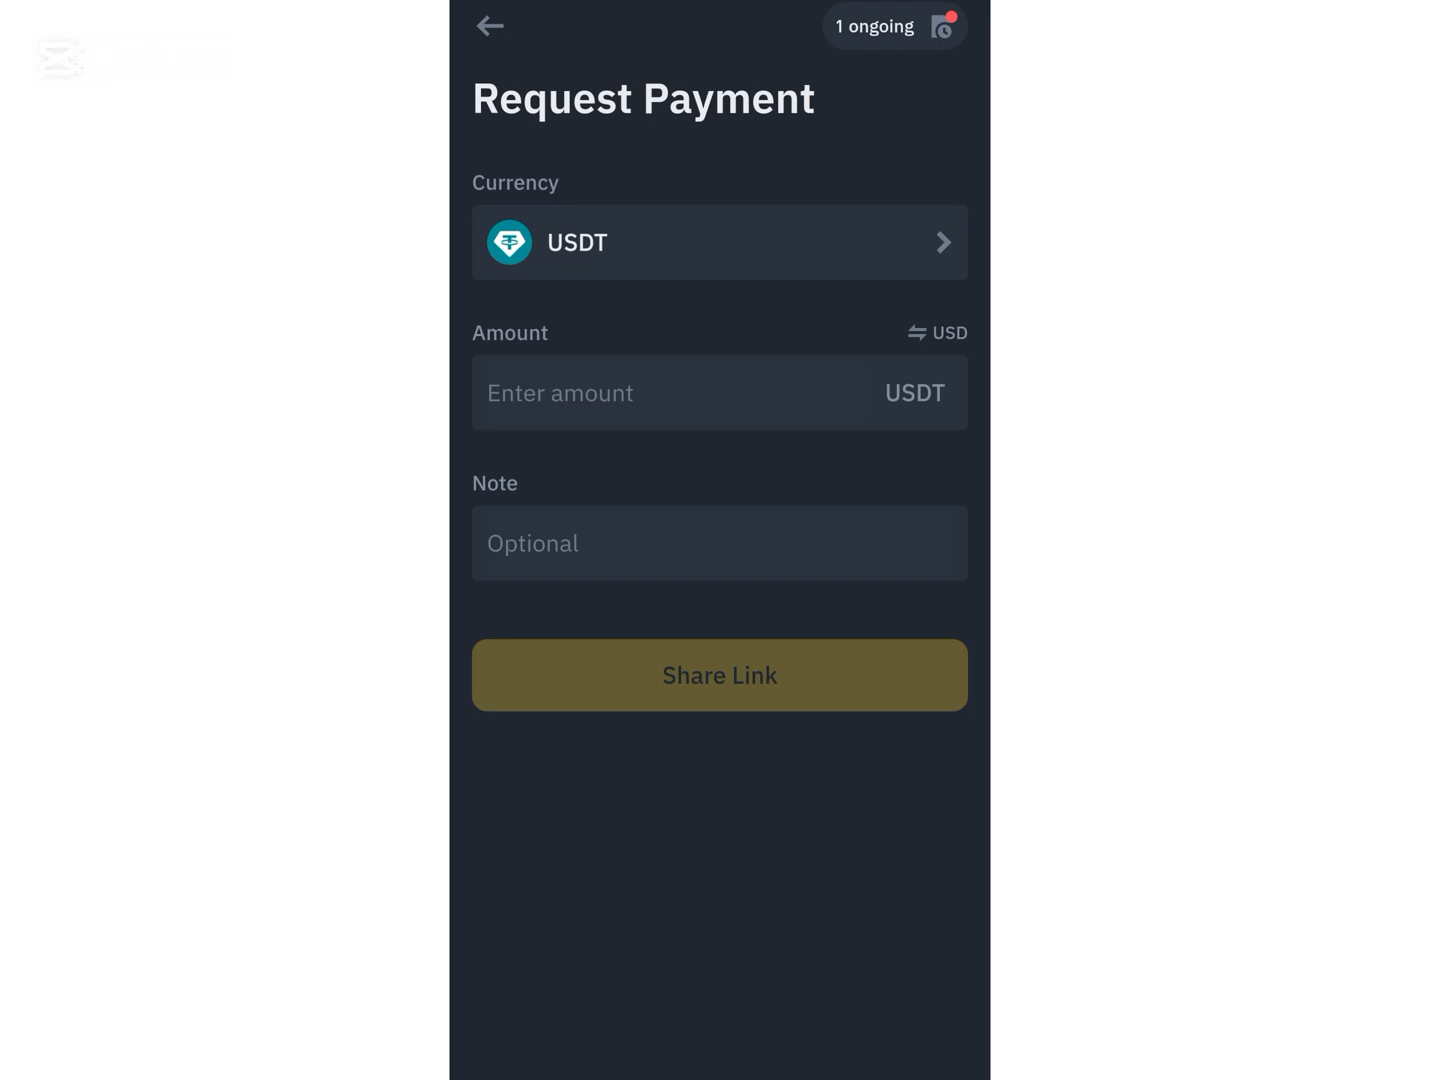 1 ongoing
Request Payment
Currency
USDT
Amount
USD
Enter amount
USDT
Note
Optional
Share Link